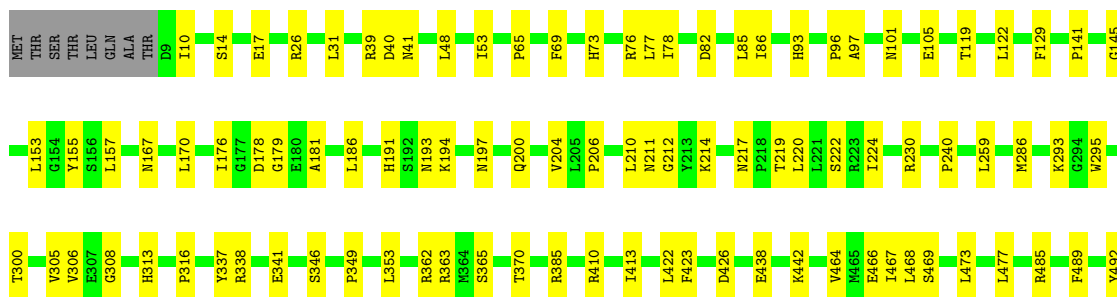 MET THR SER THR LEU GLN ALA THR D9 I10 S14 E17 R26 L31 R39 D40 N41 L48 I53 P65 F69 H73 R76 L77 I78 D82 L85 I86 H93 P96 A97 N101 E105 T119 L122 F129 P141 G145
L153 G154 Y155 S156 L157 N167 L170 I176 G177 D178 G179 E180 A181 L186 H191 S192 N193 K194 N197 Q200 V204 L205 P206 L210 N211 G212 Y213 K214 N217 P218 T219 L220 L221 S222 R223 I224 R230 P240 L259 M286 K293 G294 W295
T300 V305 V306 E307 G308 H313 P316 Y337 R338 E341 S346 P349 L353 R362 R363 M364 S365 T370 R385 R410 I413 L422 F423 D426 E438 K442 V464 M465 E466 I467 L468 S469 L473 L477 R485 F489 Y492